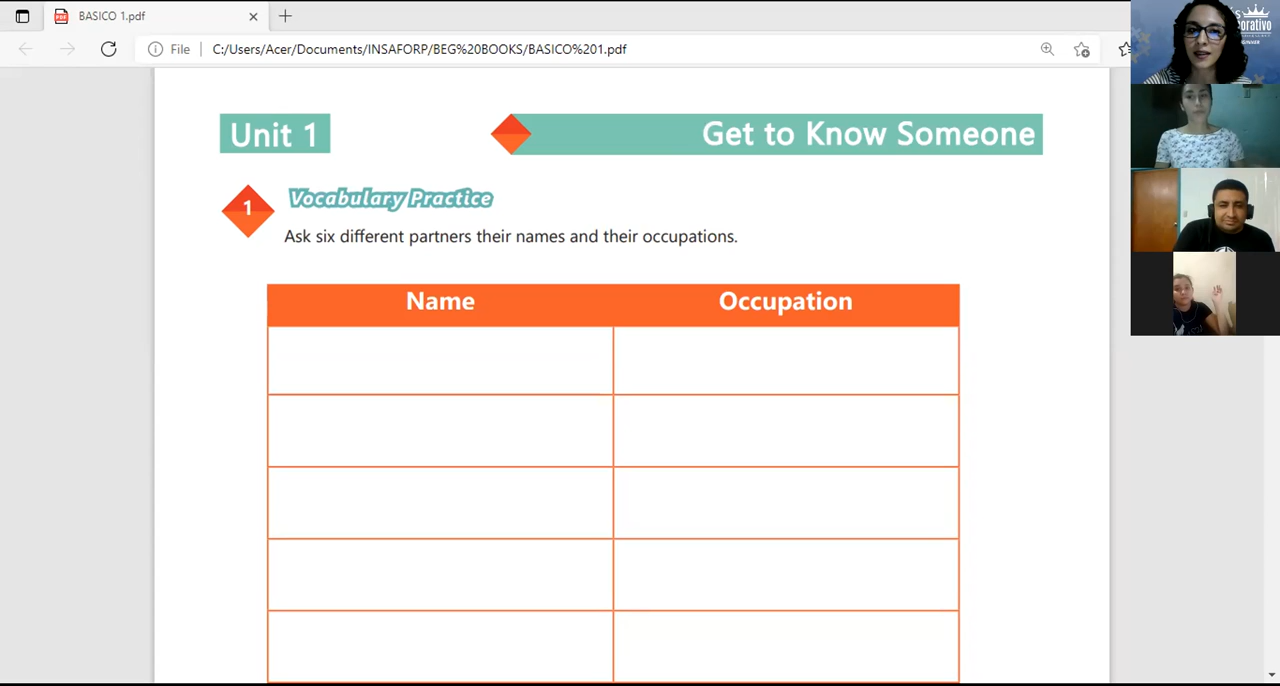 BASICO 1.pdf
File C:/Users/Acer/Documents/INSAFORP/BEG%20BOOKS/BASICO%201.pdf
Unit 1
Get to Know Someone
1
Vocabulary Practice
Ask six different partners their names and their occupations.
Name Occupation